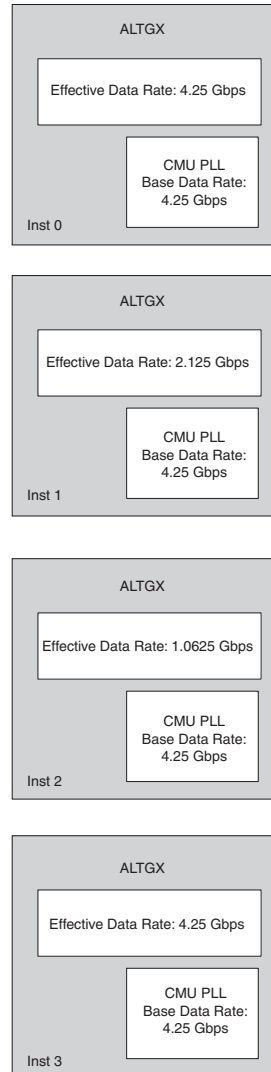 ALTGX
Effective Data Rate: 4.25 Gbps
CMU PLL
Base Data Rate:
4.25 Gbps
Inst 0
ALTGX
Effective Data Rate: 2.125 Gbps
CMU PLL
Base Data Rate:
4.25 Gbps
Inst 1
ALTGX
Effective Data Rate: 1.0625 Gbps
CMU PLL
Base Data Rate:
4.25 Gbps
Inst 2
ALTGX
Effective Data Rate: 4.25 Gbps
CMU PLL
Base Data Rate:
4.25 Gbps
Inst 3